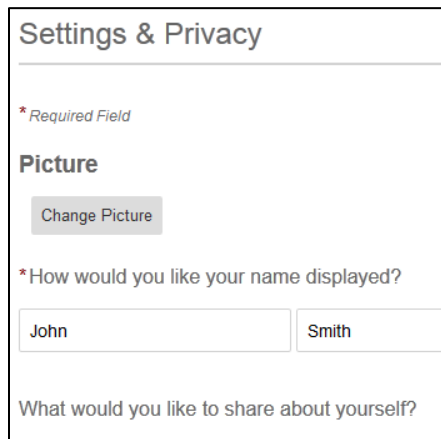 Settings & Privacy
* Required Field
Picture
Change Picture
* How would you like your name displayed?
John Smith
What would you like to share about yourself?